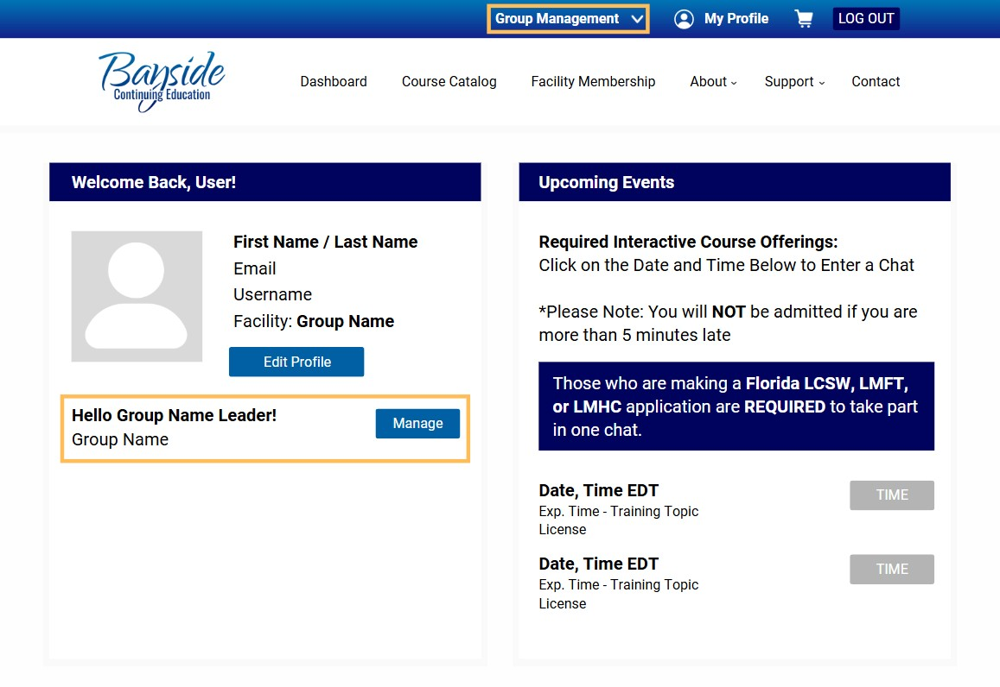 Group Management
My Profile
LOG OUT
Bayside
Continuing Education
Dashboard
Course Catalog
Facility Membership
About
Support
Contact
Welcome Back, User!
First Name / Last Name
Email
Username
Facility: Group Name
Edit Profile
Hello Group Name Leader!
Group Name
Manage
Upcoming Events
Required Interactive Course Offerings:
Click on the Date and Time Below to Enter a Chat
*Please Note: You will NOT be admitted if you are
more than 5 minutes late
Those who are making a Florida LCSW, LMFT,
or LMHC application are REQUIRED to take part
in one chat.
Date, Time EDT
Exp. Time - Training Topic
License
TIME
Date, Time EDT
Exp. Time - Training Topic
License
TIME